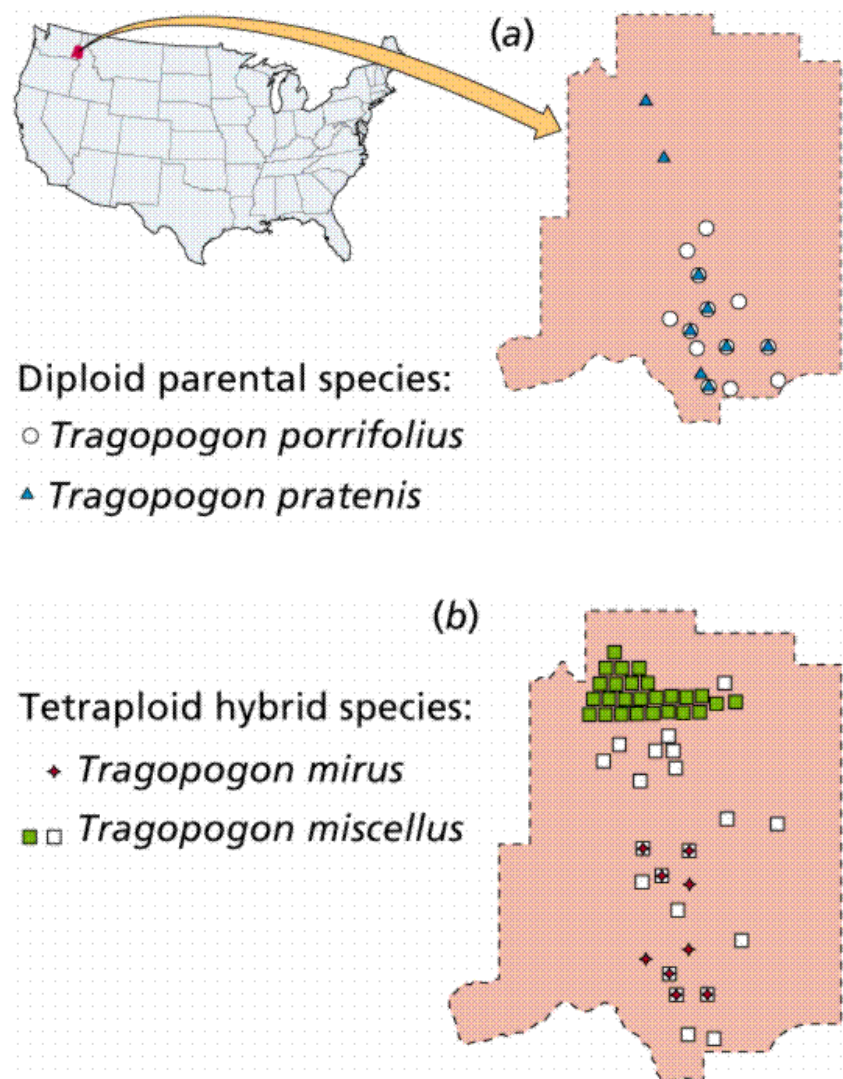 (a)
Diploid parental species:
Tragopogon porrifolius
Tragopogon pratenis
(b)
Tetraploid hybrid species:
Tragopogon mirus
Tragopogon miscellus